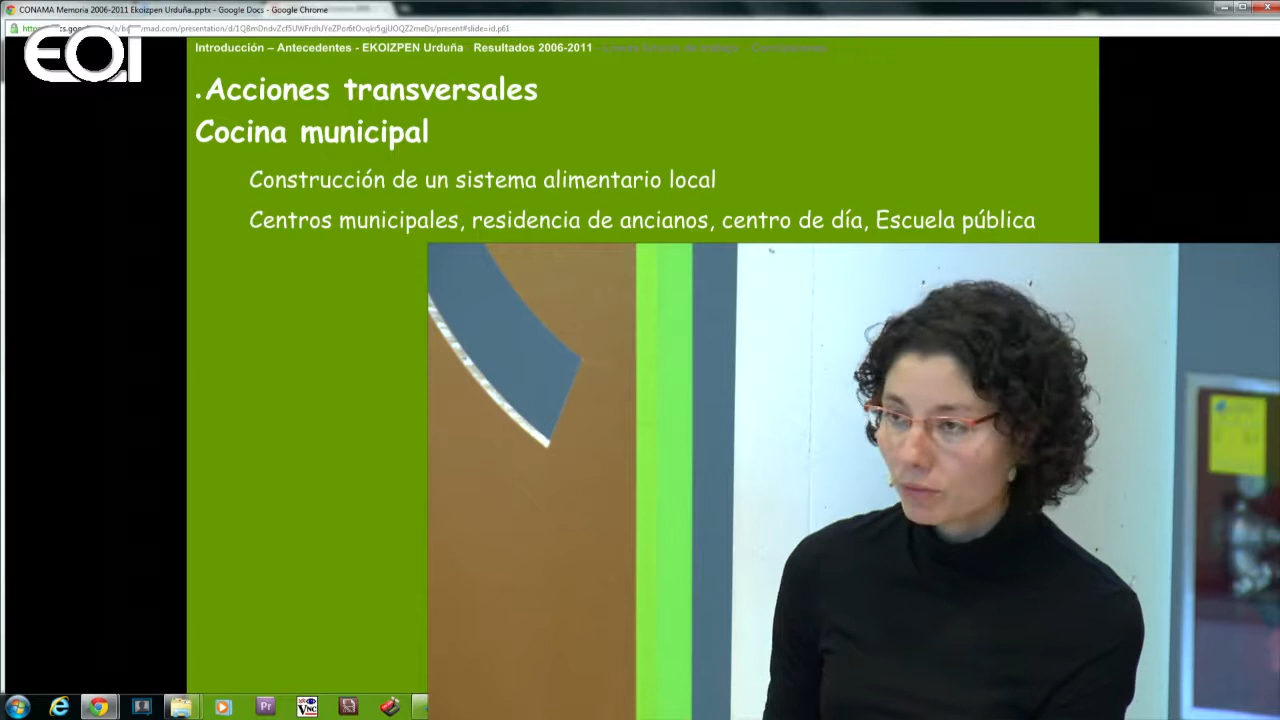 CONAMA Memoria 2006-2011 Ekoizpen Urduña.pptx - Google Docs - Google Chrome
EOI
Introducción – Antecedentes - EKOIZPEN Urduña Resultados 2006-2011
.Acciones transversales
Cocina municipal
Construcción de un sistema alimentario local
Centros municipales, residencia de ancianos, centro de día, Escuela pública
Pr
VNC